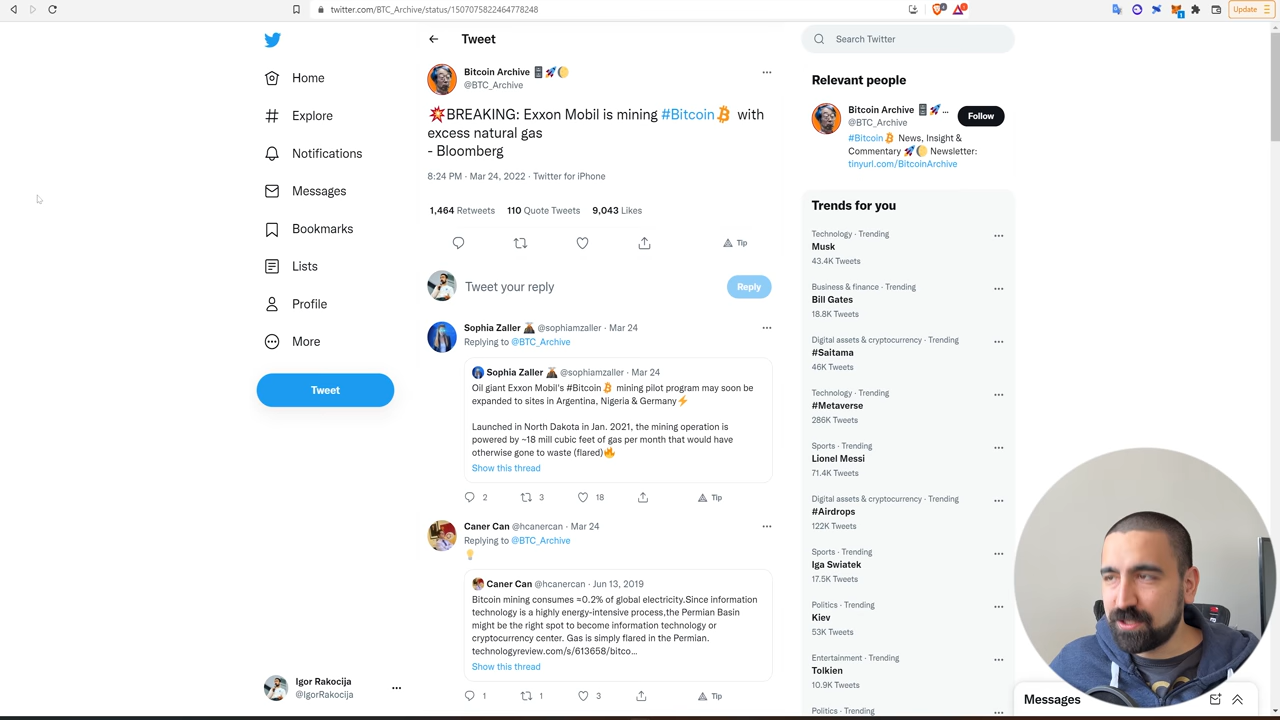 twitter.com/BTC_Archive/status/1507075822464778248
4
1
Update
Home
Explore
Notifications
Messages
Bookmarks
Lists
Profile
More
Tweet
Igor Rakocija
@IgorRakocija
Tweet
Bitcoin Archive
@BTC_Archive
BREAKING: Exxon Mobil is mining #Bitcoin with
excess natural gas
- Bloomberg
8:24 PM · Mar 24, 2022 · Twitter for iPhone
1,464 Retweets 110 Quote Tweets 9,043 Likes
Tip
Tweet your reply
Reply
Sophia Zaller @sophiamzaller · Mar 24
Replying to @BTC_Archive
Sophia Zaller @sophiamzaller · Mar 24
Oil giant Exxon Mobil's #Bitcoin mining pilot program may soon be
expanded to sites in Argentina, Nigeria & Germany
Launched in North Dakota in Jan. 2021, the mining operation is
powered by ~18 mill cubic feet of gas per month that would have
otherwise gone to waste (flared)
Show this thread
2 3 18 Tip
Caner Can @hcanercan · Mar 24
Replying to @BTC_Archive
Caner Can @hcanercan · Jun 13, 2019
Bitcoin mining consumes ≈0.2% of global electricity.Since information
technology is a highly energy-intensive process,the Permian Basin
might be the right spot to become information technology or
cryptocurrency center. Gas is simply flared in the Permian.
technologyreview.com/s/613658/bitco...
Show this thread
1 1 3 Tip
Search Twitter
Relevant people
Bitcoin Archive ...
@BTC_Archive
Follow
#Bitcoin News, Insight &
Commentary Newsletter:
tinyurl.com/BitcoinArchive
Trends for you
Technology · Trending
Musk
43.4K Tweets
Business & finance · Trending
Bill Gates
18.8K Tweets
Digital assets & cryptocurrency · Trending
#Saitama
46K Tweets
Technology · Trending
#Metaverse
286K Tweets
Sports · Trending
Lionel Messi
71.4K Tweets
Digital assets & cryptocurrency · Trending
#Airdrops
122K Tweets
Sports · Trending
Iga Swiatek
17.5K Tweets
Politics · Trending
Kiev
53K Tweets
Entertainment · Trending
Tolkien
10.9K Tweets
Politics · Trending
Messages